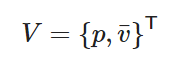 V = {p, v̄}ᵀ